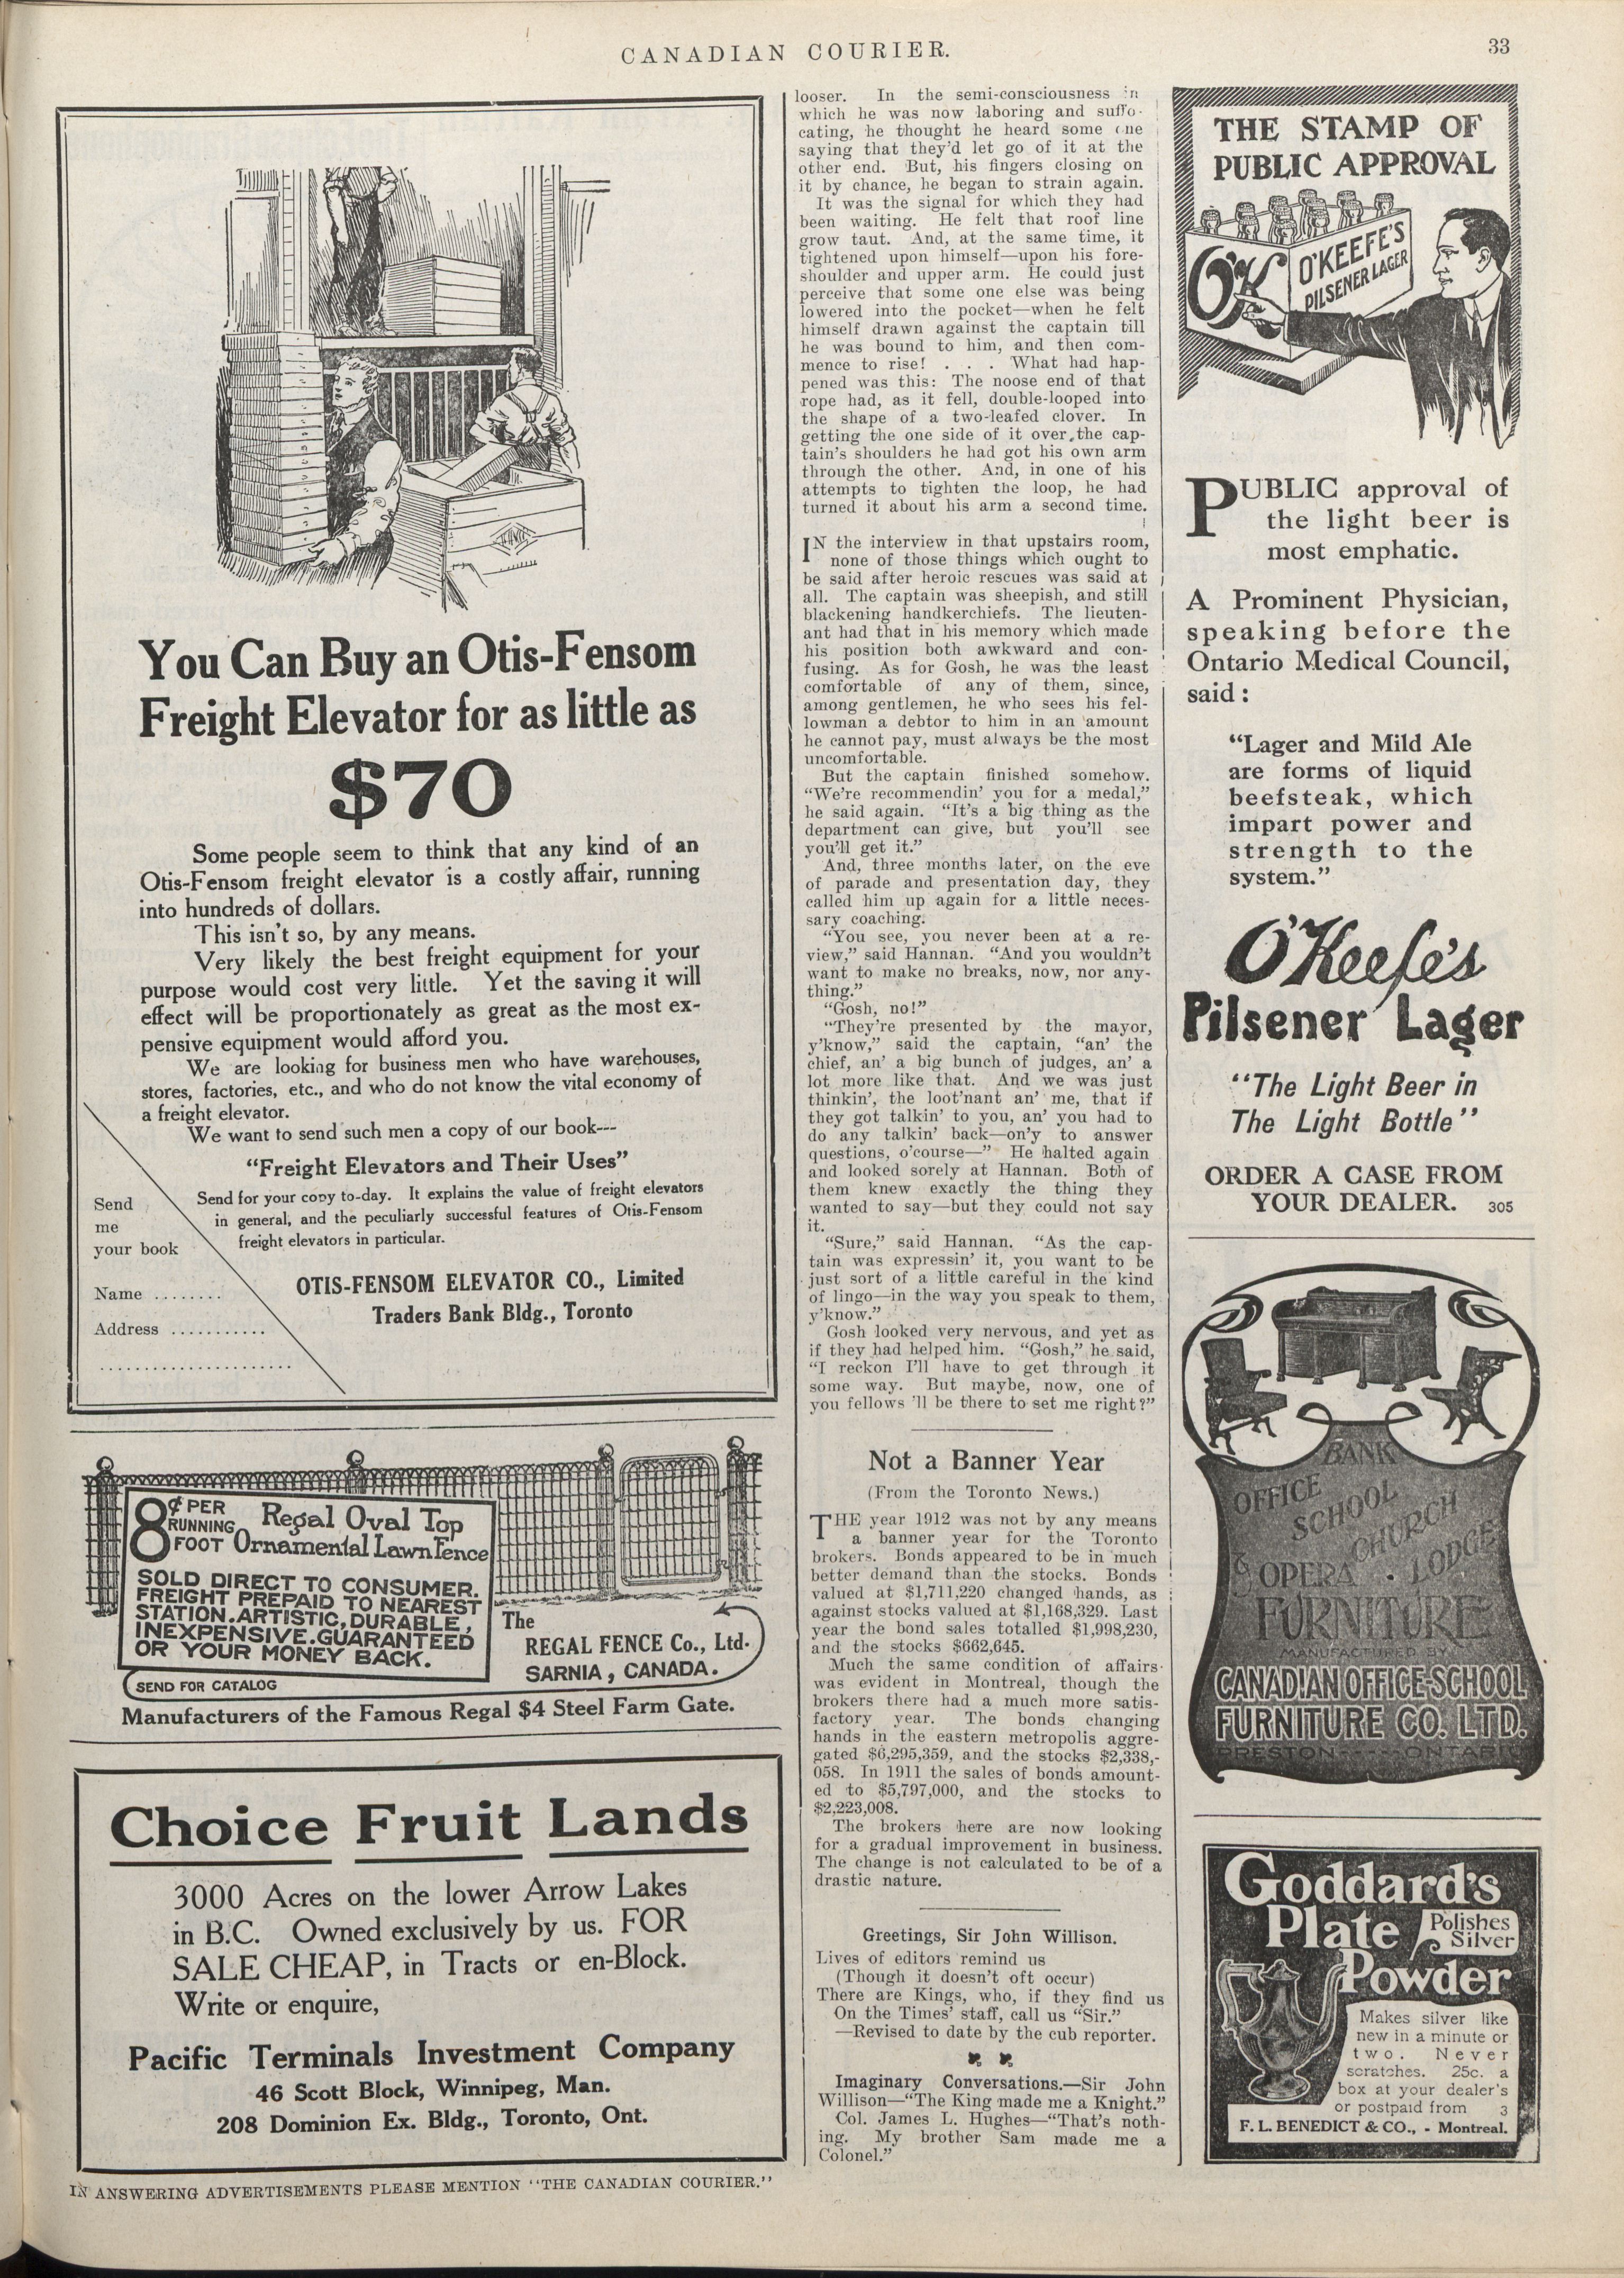 CANADIAN COURIER.
33
You Can Buy an Otis-Fensom
Freight Elevator for as little as
$70
Some people seem to think that any kind of an
Otis-Fensom freight elevator is a costly affair, running
into hundreds of dollars.
This isn't so, by any means.
Very likely the best freight equipment for your
purpose would cost very little. Yet the saving it will
effect will be proportionately as great as the most ex-
pensive equipment would afford you.
We are looking for business men who have warehouses,
stores, factories, etc., and who do not know the vital economy of
a freight elevator.
We want to send such men a copy of our book---
"Freight Elevators and Their Uses"
Send for your copy to-day. It explains the value of freight elevators
in general, and the peculiarly successful features of Otis-Fensom
freight elevators in particular.
Send
me
your book
Name ........
Address ...........
......................
OTIS-FENSOM ELEVATOR CO., Limited
Traders Bank Bldg., Toronto
8¢ PER
RUNNING
FOOT
Regal Oval Top
Ornamental Lawn Fence
SOLD DIRECT TO CONSUMER.
FREIGHT PREPAID TO NEAREST
STATION. ARTISTIC, DURABLE,
INEXPENSIVE. GUARANTEED
OR YOUR MONEY BACK.
SEND FOR CATALOG
The
REGAL FENCE Co., Ltd.
SARNIA, CANADA.
Manufacturers of the Famous Regal $4 Steel Farm Gate.
Choice Fruit Lands
3000 Acres on the lower Arrow Lakes
in B.C. Owned exclusively by us. FOR
SALE CHEAP, in Tracts or en-Block.
Write or enquire,
Pacific Terminals Investment Company
46 Scott Block, Winnipeg, Man.
208 Dominion Ex. Bldg., Toronto, Ont.
IN ANSWERING ADVERTISEMENTS PLEASE MENTION "THE CANADIAN COURIER."
looser. In the semi-consciousness in
which he was now laboring and suffo-
cating, he thought he heard some one
saying that they'd let go of it at the
other end. But, his fingers closing on
it by chance, he began to strain again.
It was the signal for which they had
been waiting. He felt that roof line
grow taut. And, at the same time, it
tightened upon himself—upon his fore-
shoulder and upper arm. He could just
perceive that some one else was being
lowered into the pocket—when he felt
himself drawn against the captain till
he was bound to him, and then com-
mence to rise! . . . What had hap-
pened was this: The noose end of that
rope had, as it fell, double-looped into
the shape of a two-leafed clover. In
getting the one side of it over the cap-
tain's shoulders he had got his own arm
through the other. And, in one of his
attempts to tighten the loop, he had
turned it about his arm a second time.
IN the interview in that upstairs room,
none of those things which ought to
be said after heroic rescues was said at
all. The captain was sheepish, and still
blackening handkerchiefs. The lieuten-
ant had that in his memory which made
his position both awkward and con-
fusing. As for Gosh, he was the least
comfortable of any of them, since,
among gentlemen, he who sees his fel-
lowman a debtor to him in an amount
he cannot pay, must always be the most
uncomfortable.
But the captain finished somehow.
"We're recommendin' you for a medal,"
he said again. "It's a big thing as the
department can give, but you'll see
you'll get it."
And, three months later, on the eve
of parade and presentation day, they
called him up again for a little neces-
sary coaching.
"You see, you never been at a re-
view," said Hannan. "And you wouldn't
want to make no breaks, now, nor any-
thing."
"Gosh, no!"
"They're presented by the mayor,
y'know," said the captain, "an' the
chief, an' a big bunch of judges, an' a
lot more like that. And we was just
thinkin', the loot'nant an' me, that if
they got talkin' to you, an' you had to
do any talkin' back—on'y to answer
questions, o'course—" He halted again
and looked sorely at Hannan. Both of
them knew exactly the thing they
wanted to say—but they could not say
it.
"Sure," said Hannan. "As the cap-
tain was expressin' it, you want to be
just sort of a little careful in the kind
of lingo—in the way you speak to them,
y'know."
Gosh looked very nervous, and yet as
if they had helped him. "Gosh," he said,
"I reckon I'll have to get through it
some way. But maybe, now, one of
you fellows 'll be there to set me right?"
Not a Banner Year
(From the Toronto News.)
THE year 1912 was not by any means
a banner year for the Toronto
brokers. Bonds appeared to be in much
better demand than the stocks. Bonds
valued at $1,711,220 changed hands, as
against stocks valued at $1,168,329. Last
year the bond sales totalled $1,998,230,
and the stocks $662,645.
Much the same condition of affairs
was evident in Montreal, though the
brokers there had a much more satis-
factory year. The bonds changing
hands in the eastern metropolis aggre-
gated $6,295,359, and the stocks $2,338,-
058. In 1911 the sales of bonds amount-
ed to $5,797,000, and the stocks to
$2,223,008.
The brokers here are now looking
for a gradual improvement in business.
The change is not calculated to be of a
drastic nature.
Greetings, Sir John Willison.
Lives of editors remind us
(Though it doesn't oft occur)
There are Kings, who, if they find us
On the Times' staff, call us "Sir."
—Revised to date by the cub reporter.
Imaginary Conversations.—Sir John
Willison—"The King made me a Knight."
Col. James L. Hughes—"That's noth-
ing. My brother Sam made me a
Colonel."
THE STAMP OF
PUBLIC APPROVAL
OK
O'KEEFE'S
PILSENER LAGER
PUBLIC approval of
the light beer is
most emphatic.
A Prominent Physician,
speaking before the
Ontario Medical Council,
said:
"Lager and Mild Ale
are forms of liquid
beefsteak, which
impart power and
strength to the
system."
O'Keefe's
Pilsener Lager
"The Light Beer in
The Light Bottle"
ORDER A CASE FROM
YOUR DEALER. 305
BANK
OFFICE
SCHOOL
CHURCH
LODGE
& OPERA
FURNITURE
MANUFACTURED BY
CANADIAN OFFICE & SCHOOL
FURNITURE CO. LTD.
PRESTON ---- ONTARIO
Goddard's
Plate
Powder
Polishes
Silver
Makes silver like
new in a minute or
two. Never
scratches. 25c. a
box at your dealer's
or postpaid from 3
F. L. BENEDICT & CO., - Montreal.